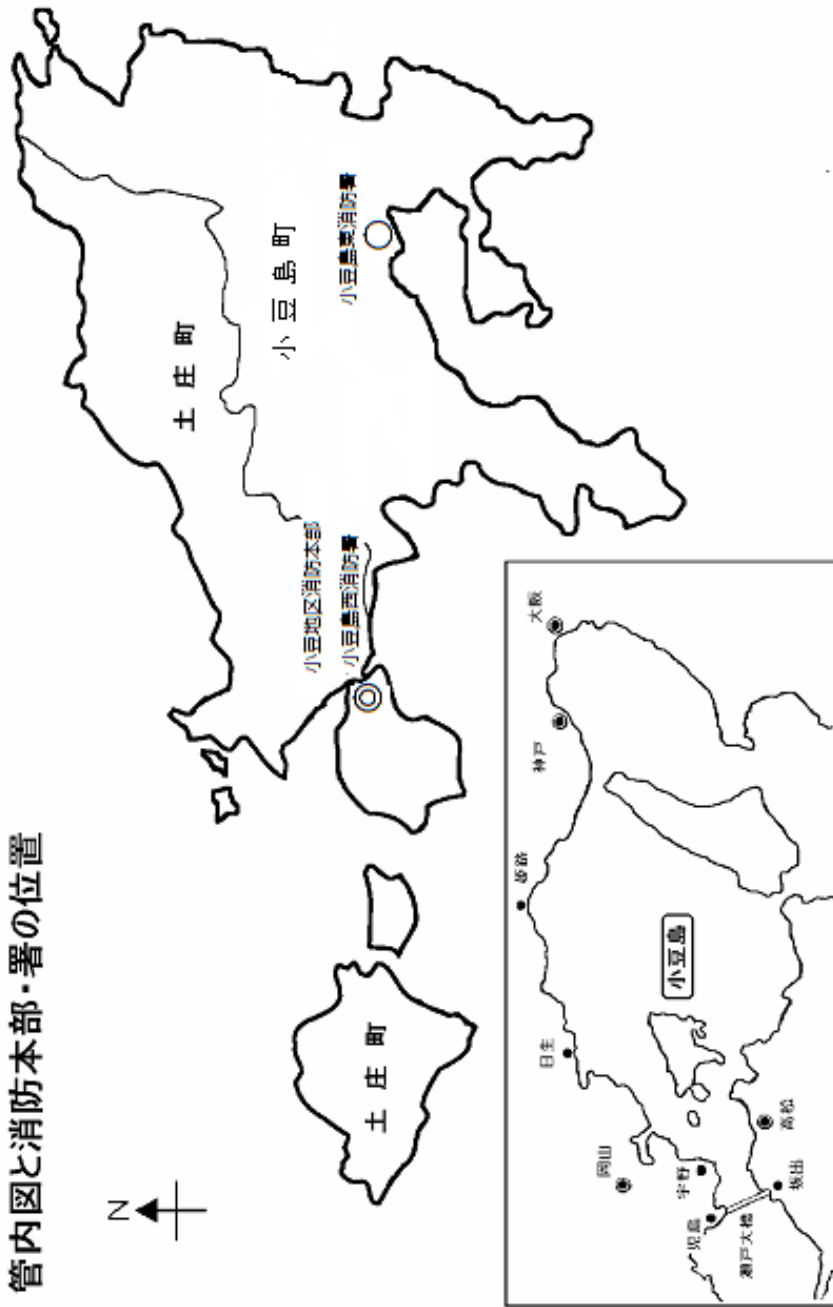 管内図と消防本部・署の位置
N
土庄町
小豆島町
小豆島東消防署
小豆地区消防本部
小豆島西消防署
土庄町
大阪
神戸
姫路
日生
小豆島
岡山
宇野
高松
児島
坂出
瀬戸大橋